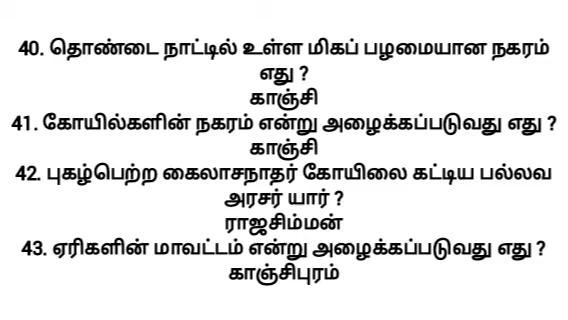 40. தொண்டை நாட்டில் உள்ள மிகப் பழமையான நகரம்
எது ?
காஞ்சி
41. கோயில்களின் நகரம் என்று அழைக்கப்படுவது எது ?
காஞ்சி
42. புகழ்பெற்ற கைலாசநாதர் கோயிலை கட்டிய பல்லவ
அரசர் யார் ?
ராஜசிம்மன்
43. ஏரிகளின் மாவட்டம் என்று அழைக்கப்படுவது எது ?
காஞ்சிபுரம்